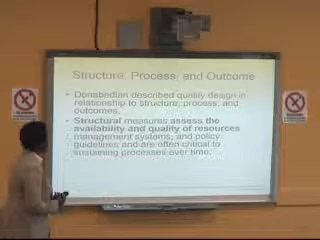 Structure, Process, and Outcome
• Donabedian described quality design in
relationship to structure, process, and
outcomes.
• Structural measures assess the
availability and quality of resources
management systems, and policy
guidelines and are often critical to
sustaining processes over time.